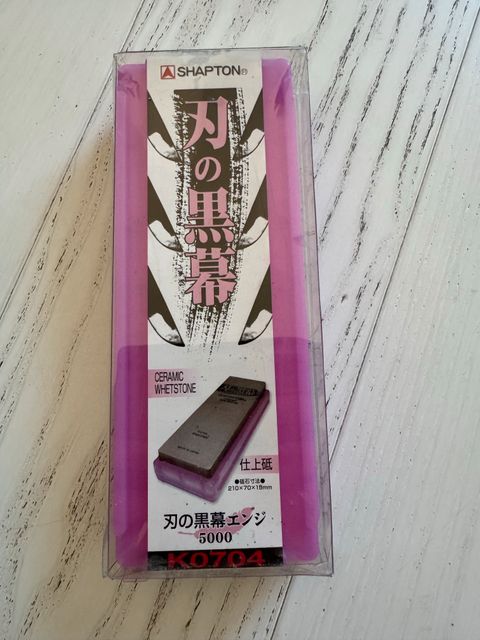 SHAPTON®
刃の黒幕
CERAMIC
WHETSTONE
仕上砥
●砥石寸法●
210×70×15mm
刃の黒幕エンジ
5000
K0704